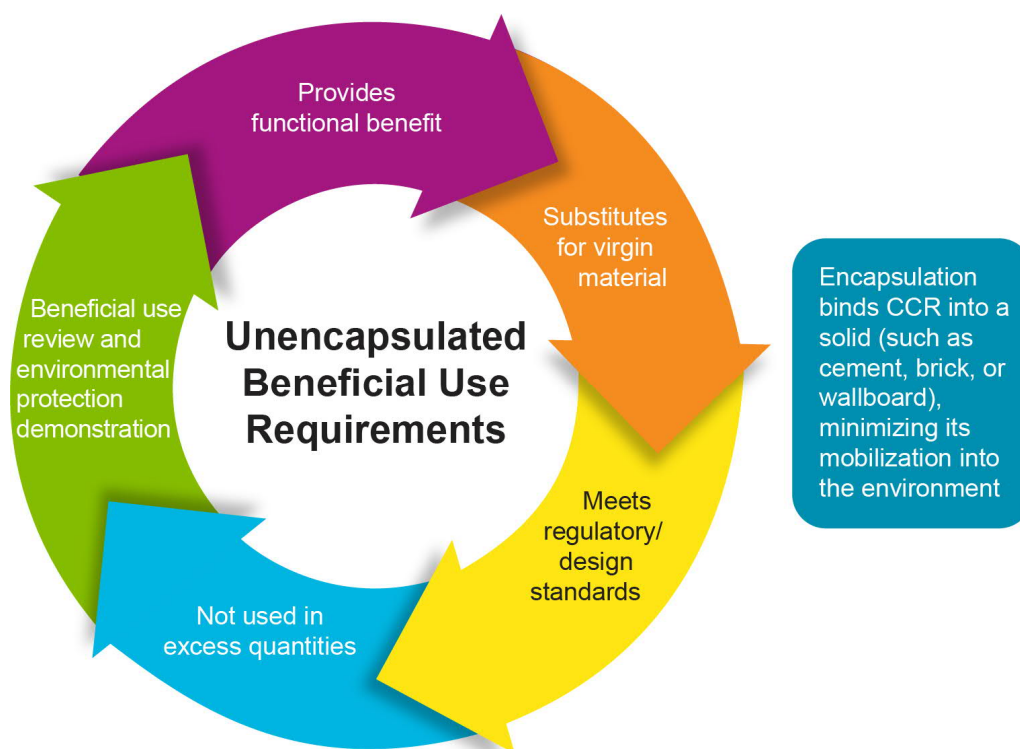 Provides
functional benefit
Substitutes
for virgin
material
Meets
regulatory/
design
standards
Not used in
excess quantities
Beneficial use
review and
environmental
protection
demonstration
Unencapsulated
Beneficial Use
Requirements
Encapsulation
binds CCR into a
solid (such as
cement, brick, or
wallboard),
minimizing its
mobilization into
the environment